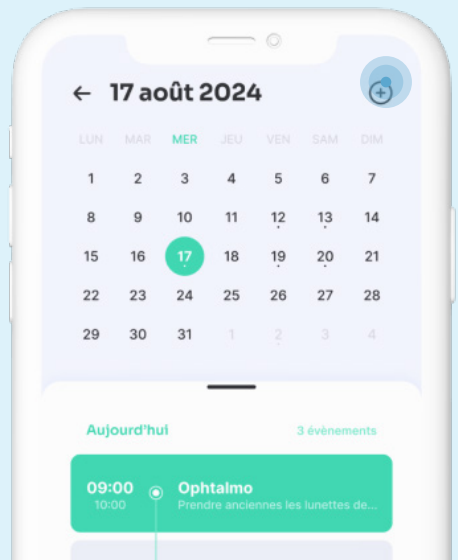 17 août 2024
LUN MAR MER JEU VEN SAM DIM
1 2 3 4 5 6 7
8 9 10 11 12 13 14
15 16 17 18 19 20 21
22 23 24 25 26 27 28
29 30 31 1 2 3 4
Aujourd'hui 3 évènements
09:00 Ophtalmo
10:00 Prendre anciennes les lunettes de...